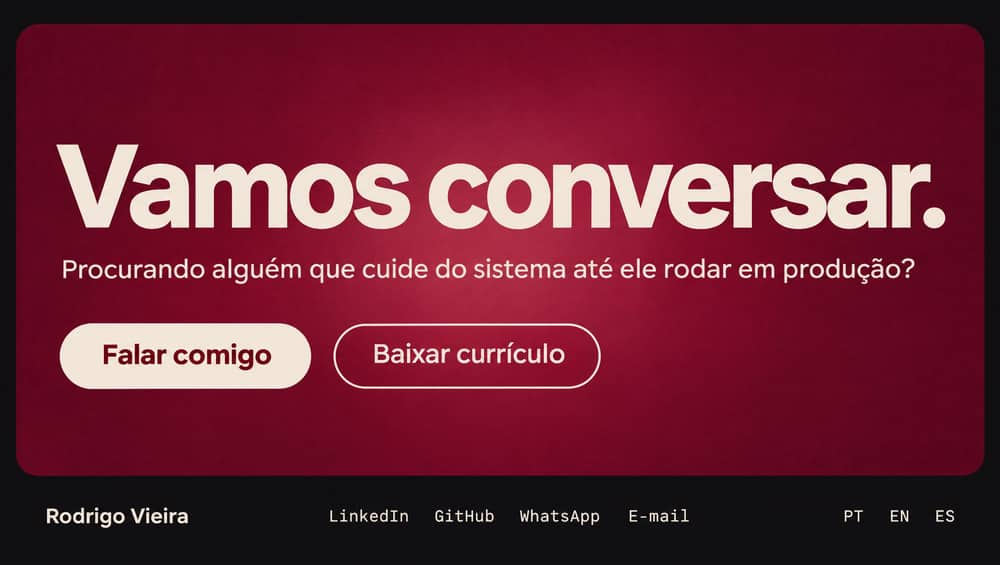 Vamos conversar.
Procurando alguém que cuide do sistema até ele rodar em produção?
Falar comigo Baixar currículo
Rodrigo Vieira LinkedIn GitHub WhatsApp E-mail PT EN ES